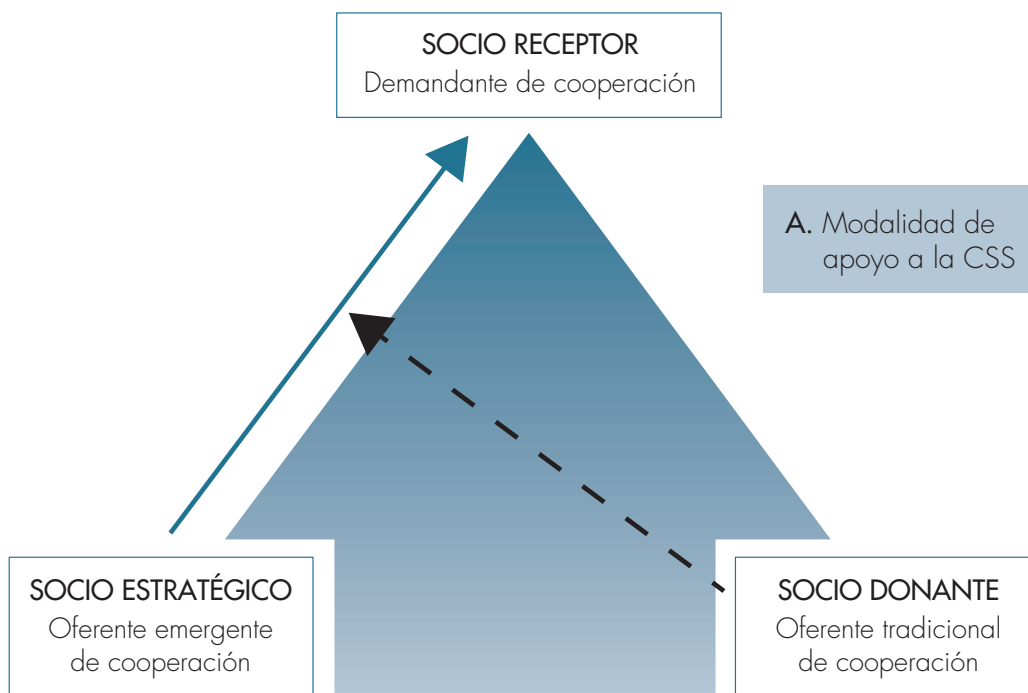 SOCIO RECEPTOR
Demandante de cooperación
A. Modalidad de
apoyo a la CSS
SOCIO ESTRATÉGICO
Oferente emergente
de cooperación
SOCIO DONANTE
Oferente tradicional
de cooperación